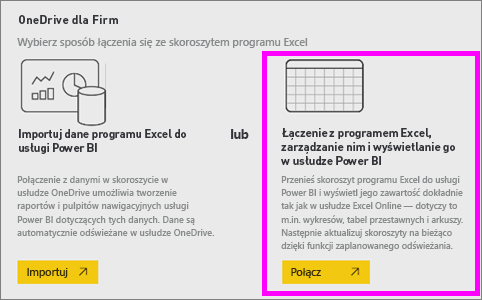 OneDrive dla Firm
Wybierz sposób łączenia się ze skoroszytem programu Excel
Importuj dane programu Excel do
usługi Power BI
Połączenie z danymi w skoroszycie w
usłudze OneDrive umożliwia tworzenie
raportów i pulpitów nawigacyjnych usługi
Power BI dotyczących tych danych. Dane są
automatycznie odświeżane w usłudze OneDrive.
Importuj
lub
Łączenie z programem Excel,
zarządzanie nim i wyświetlanie go
w usłudze Power BI
Przenieś skoroszyt programu Excel do usługi
Power BI i wyświetl jego zawartość dokładnie
tak jak w usłudze Excel Online — dotyczy to
m.in. wykresów, tabel przestawnych i arkuszy.
Następnie aktualizuj skoroszyty na bieżąco
dzięki funkcji zaplanowanego odświeżania.
Połącz